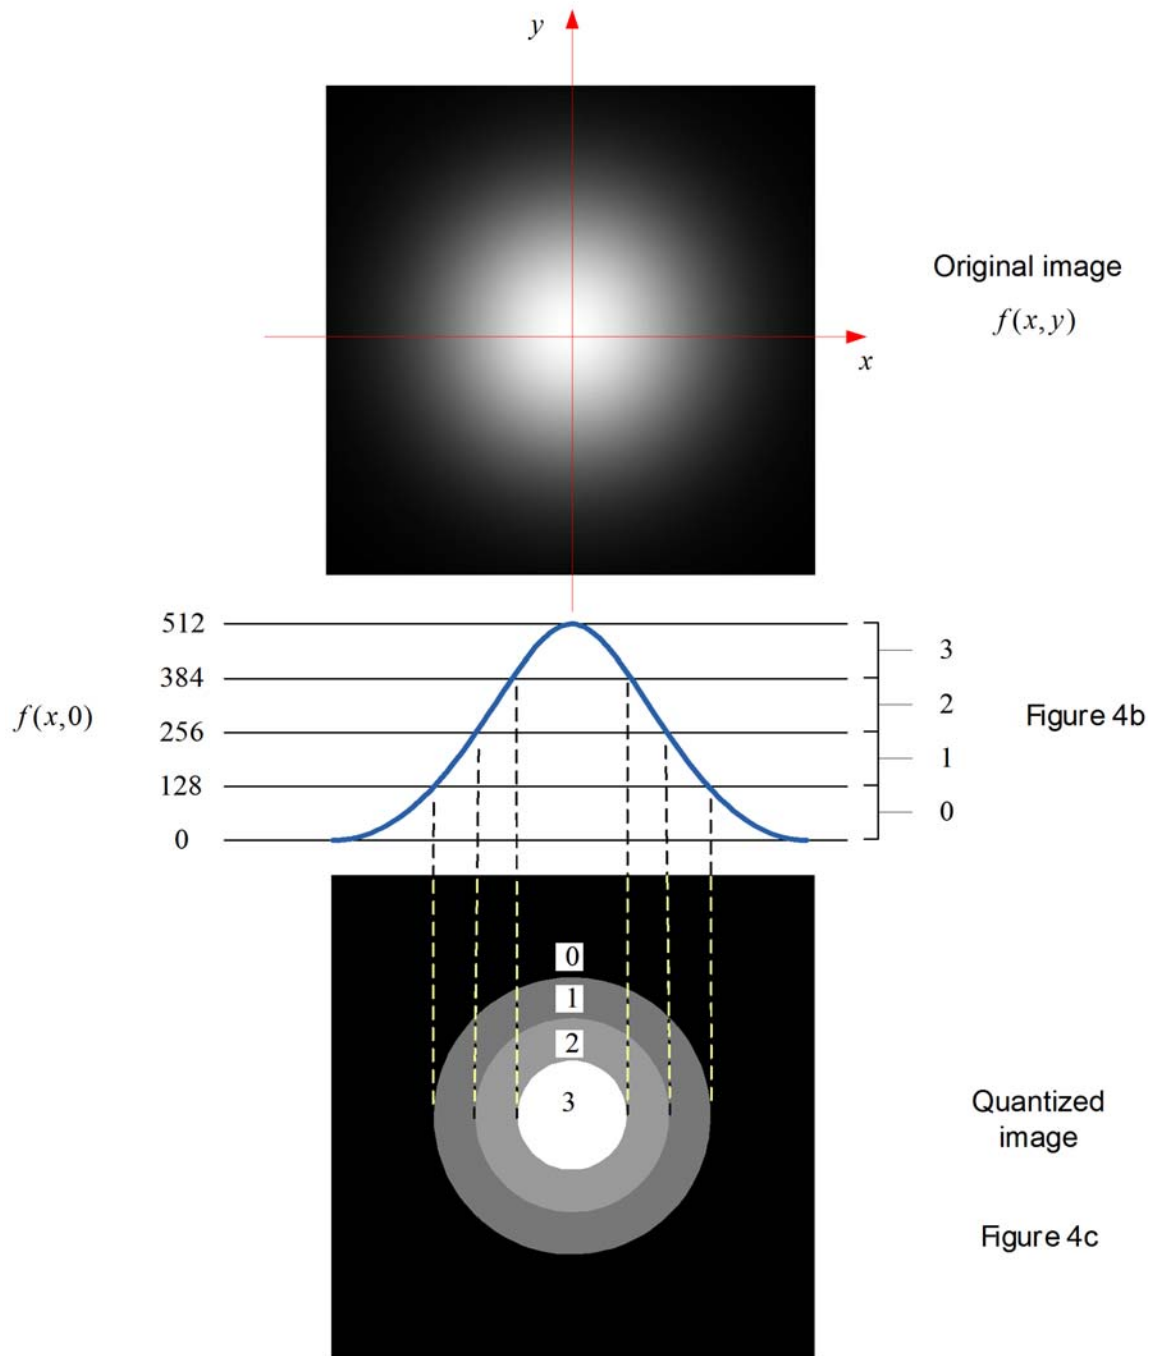 y
Original image
f(x,y)
x
512
384
256
128
0
f(x,0)
3
2
1
0
Figure 4b
0
1
2
3
Quantized
image
Figure 4c